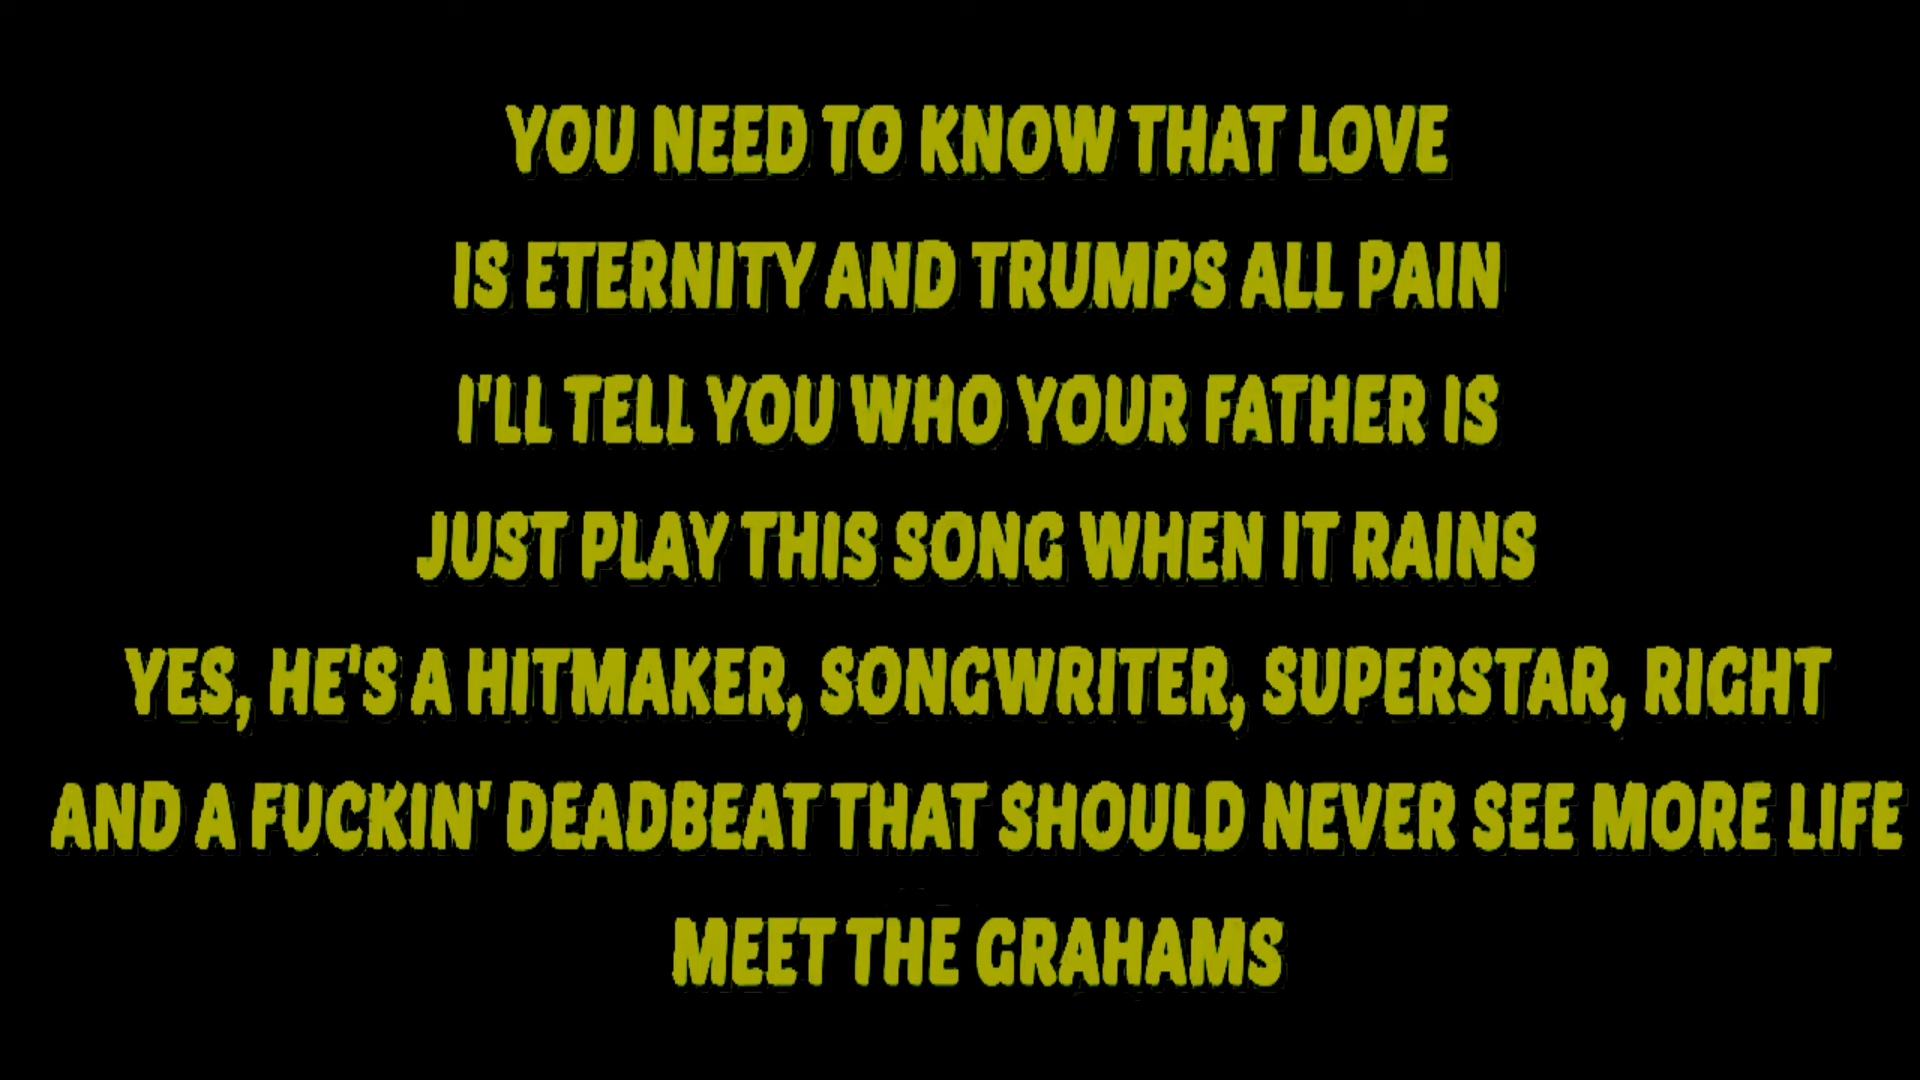 YOU NEED TO KNOW THAT LOVE
IS ETERNITY AND TRUMPS ALL PAIN
I'LL TELL YOU WHO YOUR FATHER IS
JUST PLAY THIS SONG WHEN IT RAINS
YES, HE'S A HITMAKER, SONGWRITER, SUPERSTAR, RIGHT
AND A FUCKIN' DEADBEAT THAT SHOULD NEVER SEE MORE LIFE
MEET THE GRAHAMS